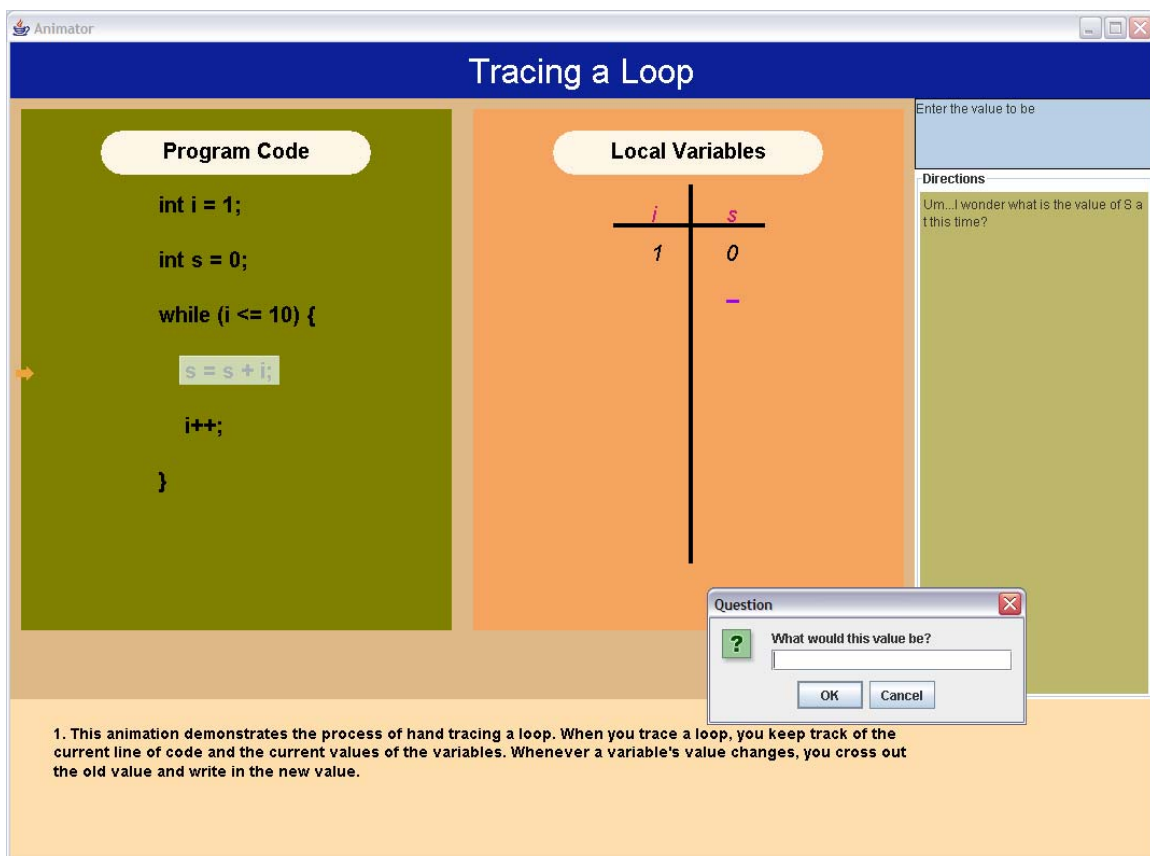 Animator
Tracing a Loop
Program Code
int i = 1;
int s = 0;
while (i <= 10) {
s = s + i;
i++;
}
Local Variables
i s
1 0
–
Enter the value to be
Directions
Um...I wonder what is the value of S a
t this time?
Question
?
What would this value be?
OK Cancel
1. This animation demonstrates the process of hand tracing a loop. When you trace a loop, you keep track of the
current line of code and the current values of the variables. Whenever a variable's value changes, you cross out
the old value and write in the new value.